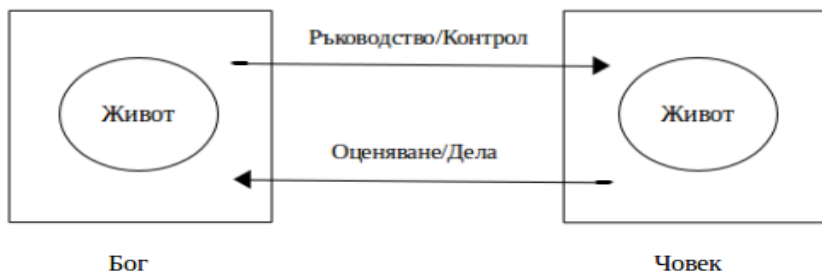 Ръководство/Контрол
Живот
Живот
Оценяване/Дела
Бог
Човек